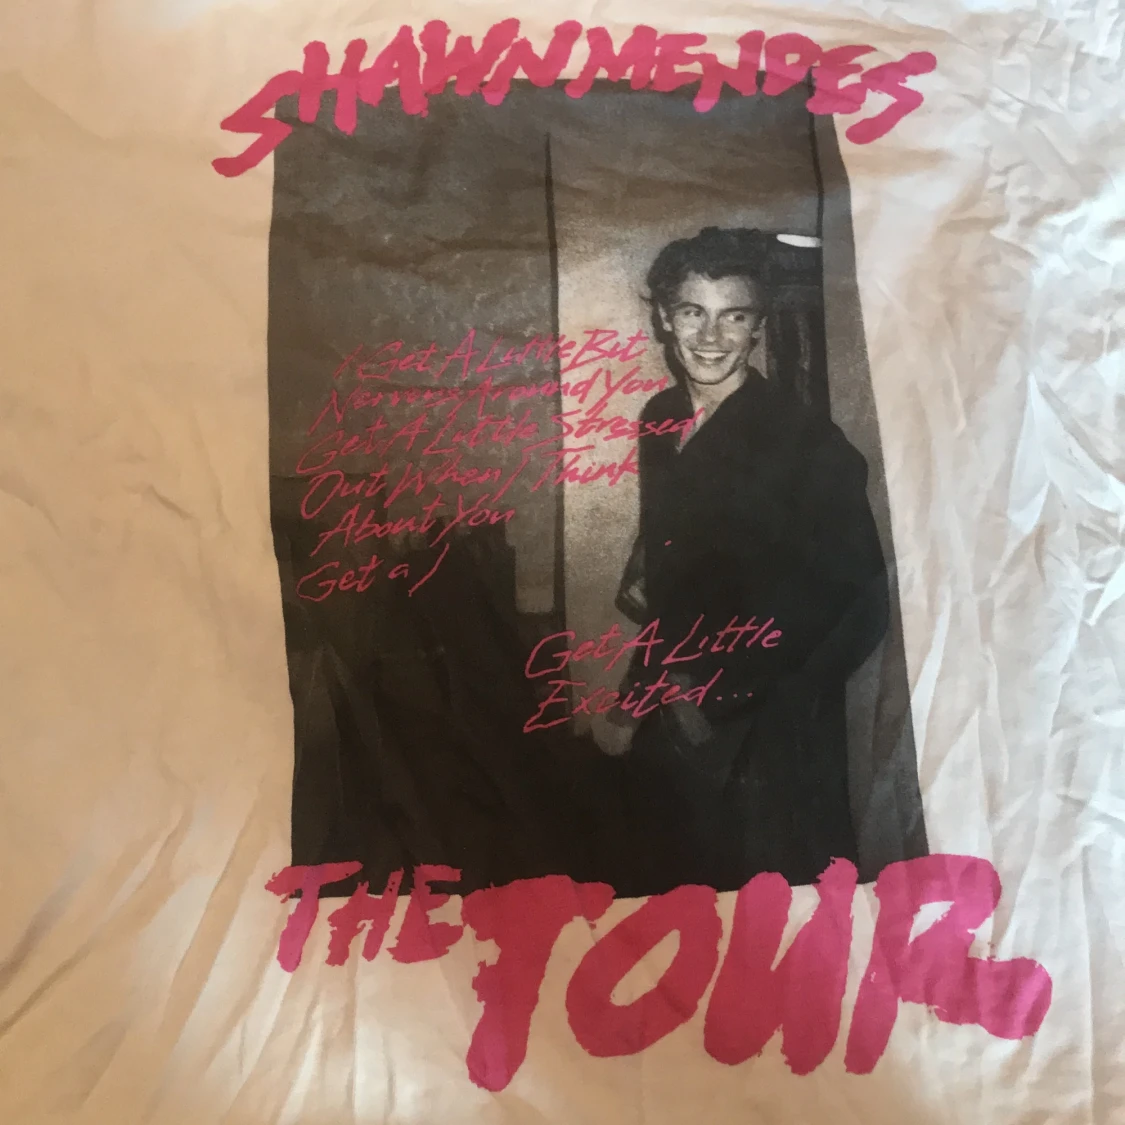 SHAWN MENDES
I Get A Little Bit
Nervous Around You
Get A Little Stressed
Out When I Think
About You
Get a I
Get A Little
Excited...
THE TOUR